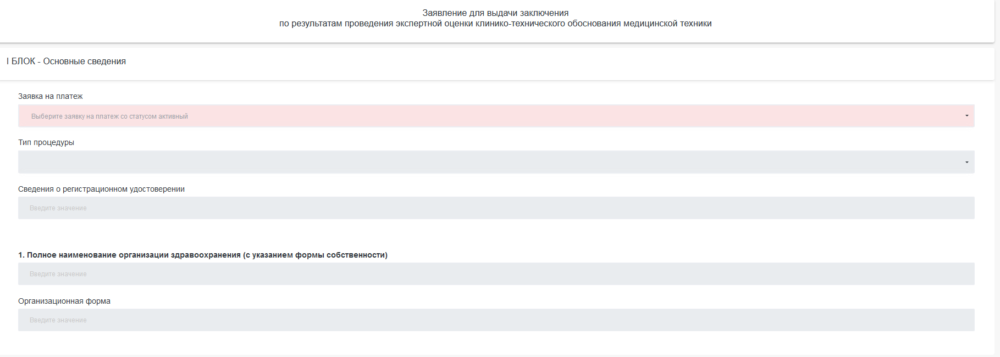 Заявление для выдачи заключения
по результатам проведения экспертной оценки клинико-технического обоснования медицинской техники
I БЛОК - Основные сведения
Заявка на платеж
Выберите заявку на платеж со статусом активный
Тип процедуры
Сведения о регистрационном удостоверении
Введите значение
1. Полное наименование организации здравоохранения (с указанием формы собственности)
Введите значение
Организационная форма
Введите значение